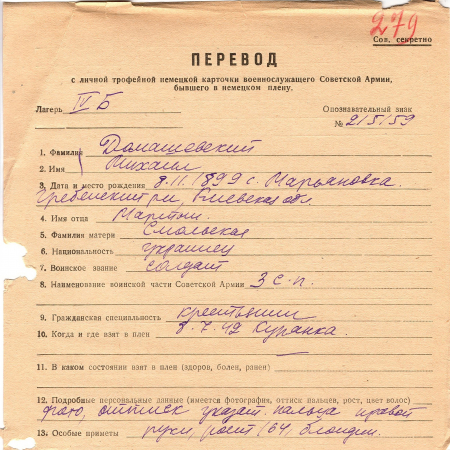 279
Сов. секретно
ПЕРЕВОД
с личной трофейной немецкой карточки военнослужащего Советской Армии,
бывшего в немецком плену.
Лагерь IV Б Опознавательный знак
№ 215159
1. Фамилия Домашевский
2. Имя Михаил
3. Дата и место рождения 8.11.1899 с. Марьяновка
Гребенский р-н, Киевская обл.
4. Имя отца Мартын
5. Фамилия матери Смольская
6. Национальность украинец
7. Воинское звание солдат
8. Наименование воинской части Советской Армии 3 с.п.
9. Гражданская специальность крестьянин
10. Когда и где взят в плен 8.7.42 Купянка.
11. В каком состоянии взят в плен (здоров, болен, ранен)
12. Подробные персональные данные (имеется фотография, оттиск пальцев, рост, цвет волос)
фото, оттиск указат. пальца правой
13. Особые приметы руки, рост 164, блондин.